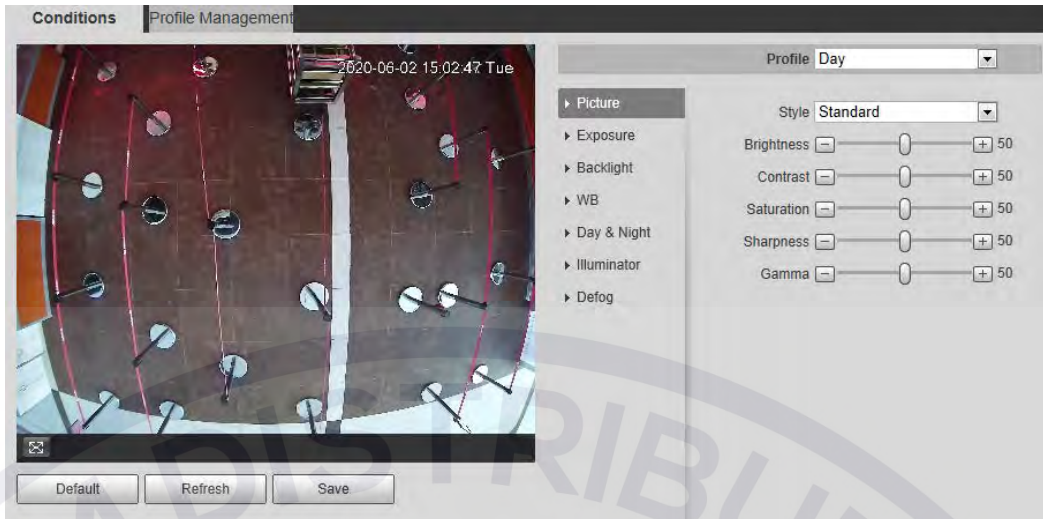 Conditions Profile Management
2020-06-02 15:02:47 Tue
Profile Day
Picture
Exposure
Backlight
WB
Day & Night
Illuminator
Defog
Style Standard
Brightness - + 50
Contrast - + 50
Saturation - + 50
Sharpness - + 50
Gamma - + 50
Default Refresh Save
ADISTRIBU